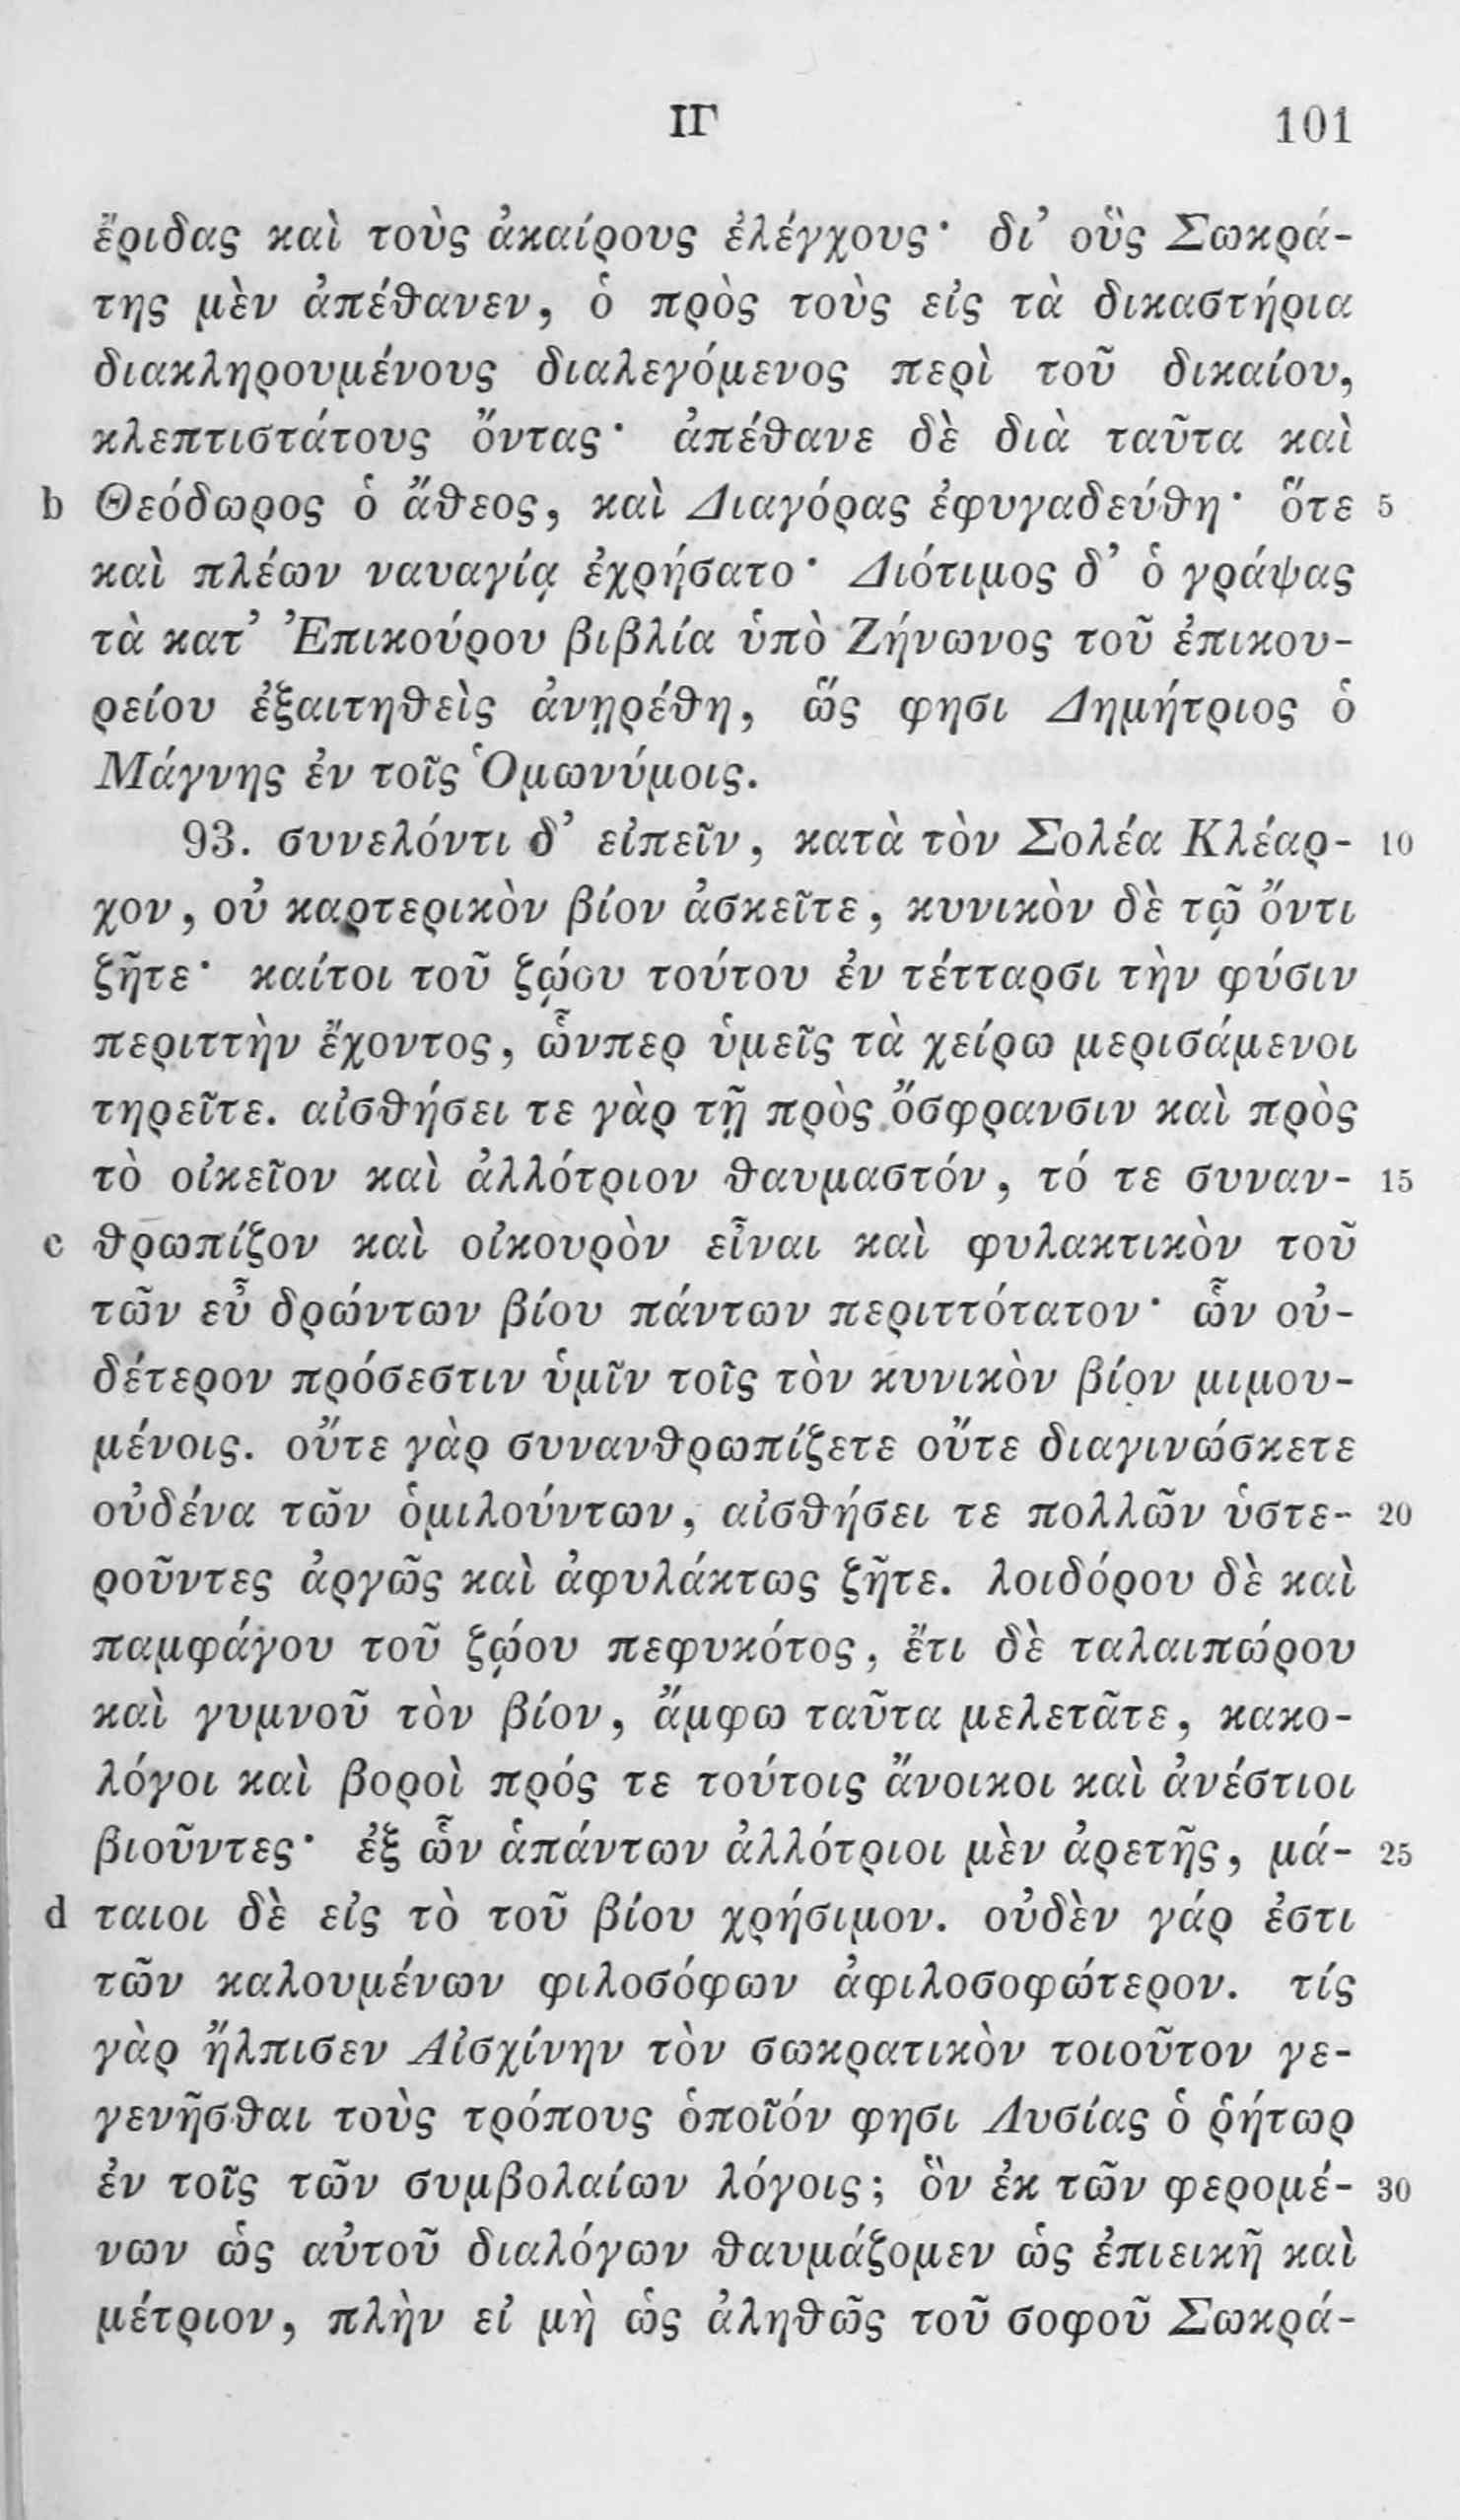 ΙΓ 101
ἔριδας καὶ τοὺς ἀκαίρους ἐλέγχους· δι’ οὓς Σωκρά-
της μὲν ἀπέθανεν, ὁ πρὸς τοὺς εἰς τὰ δικαστήρια
διακληρουμένους διαλεγόμενος περὶ τοῦ δικαίου,
κλεπτιστάτους ὄντας· ἀπέθανε δὲ διὰ ταῦτα καὶ
b Θεόδωρος ὁ ἄθεος, καὶ Διαγόρας ἐφυγαδεύθη· ὅτε 5
καὶ πλέων ναυαγίᾳ ἐχρήσατο· Διότιμος δ’ ὁ γράψας
τὰ κατ’ Ἐπικούρου βιβλία ὑπὸ Ζήνωνος τοῦ ἐπικου-
ρείου ἐξαιτηθεὶς ἀνῃρέθη, ὥς φησι Δημήτριος ὁ
Μάγνης ἐν τοῖς Ὁμωνύμοις.
93. συνελόντι δ’ εἰπεῖν, κατὰ τὸν Σολέα Κλέαρ- 10
χον, οὐ καρτερικὸν βίον ἀσκεῖτε, κυνικὸν δὲ τῷ ὄντι
ζῆτε· καίτοι τοῦ ζῴου τούτου ἐν τέτταρσι τὴν φύσιν
περιττὴν ἔχοντος, ὧνπερ ὑμεῖς τὰ χείρω μερισάμενοι
τηρεῖτε. αἰσθήσει τε γὰρ τῇ πρὸς ὄσφρανσιν καὶ πρὸς
τὸ οἰκεῖον καὶ ἀλλότριον θαυμαστόν, τό τε συναν- 15
c θρωπίζον καὶ οἰκουρὸν εἶναι καὶ φυλακτικὸν τοῦ
τῶν εὖ δρώντων βίου πάντων περιττότατον· ὧν οὐ-
δέτερον πρόσεστιν ὑμῖν τοῖς τὸν κυνικὸν βίον μιμου-
μένοις. οὔτε γὰρ συνανθρωπίζετε οὔτε διαγινώσκετε
οὐδένα τῶν ὁμιλούντων, αἰσθήσει τε πολλῶν ὑστε- 20
ροῦντες ἀργῶς καὶ ἀφυλάκτως ζῆτε. λοιδόρου δὲ καὶ
παμφάγου τοῦ ζῴου πεφυκότος, ἔτι δὲ ταλαιπώρου
καὶ γυμνοῦ τὸν βίον, ἄμφω ταῦτα μελετᾶτε, κακο-
λόγοι καὶ βοροὶ πρός τε τούτοις ἄνοικοι καὶ ἀνέστιοι
βιοῦντες· ἐξ ὧν ἁπάντων ἀλλότριοι μὲν ἀρετῆς, μά- 25
d ταιοι δὲ εἰς τὸ τοῦ βίου χρήσιμον. οὐδὲν γάρ ἐστι
τῶν καλουμένων φιλοσόφων ἀφιλοσοφώτερον. τίς
γὰρ ἤλπισεν Αἰσχίνην τὸν σωκρατικὸν τοιοῦτον γε-
γενῆσθαι τοὺς τρόπους ὁποῖόν φησι Λυσίας ὁ ῥήτωρ
ἐν τοῖς τῶν συμβολαίων λόγοις; ὃν ἐκ τῶν φερομέ- 30
νων ὡς αὐτοῦ διαλόγων θαυμάζομεν ὡς ἐπιεικῆ καὶ
μέτριον, πλὴν εἰ μὴ ὡς ἀληθῶς τοῦ σοφοῦ Σωκρά-